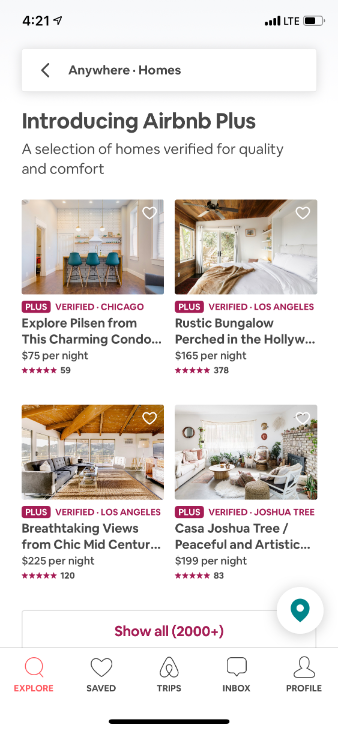 4:21 LTE
Anywhere · Homes
Introducing Airbnb Plus
A selection of homes verified for quality
and comfort
PLUS VERIFIED · CHICAGO
Explore Pilsen from
This Charming Condo...
$75 per night
★★★★★ 59
PLUS VERIFIED · LOS ANGELES
Rustic Bungalow
Perched in the Hollyw...
$165 per night
★★★★★ 378
PLUS VERIFIED · LOS ANGELES
Breathtaking Views
from Chic Mid Centur...
$225 per night
★★★★★ 120
PLUS VERIFIED · JOSHUA TREE
Casa Joshua Tree /
Peaceful and Artistic...
$199 per night
★★★★★ 83
Show all (2000+)
EXPLORE SAVED TRIPS INBOX PROFILE